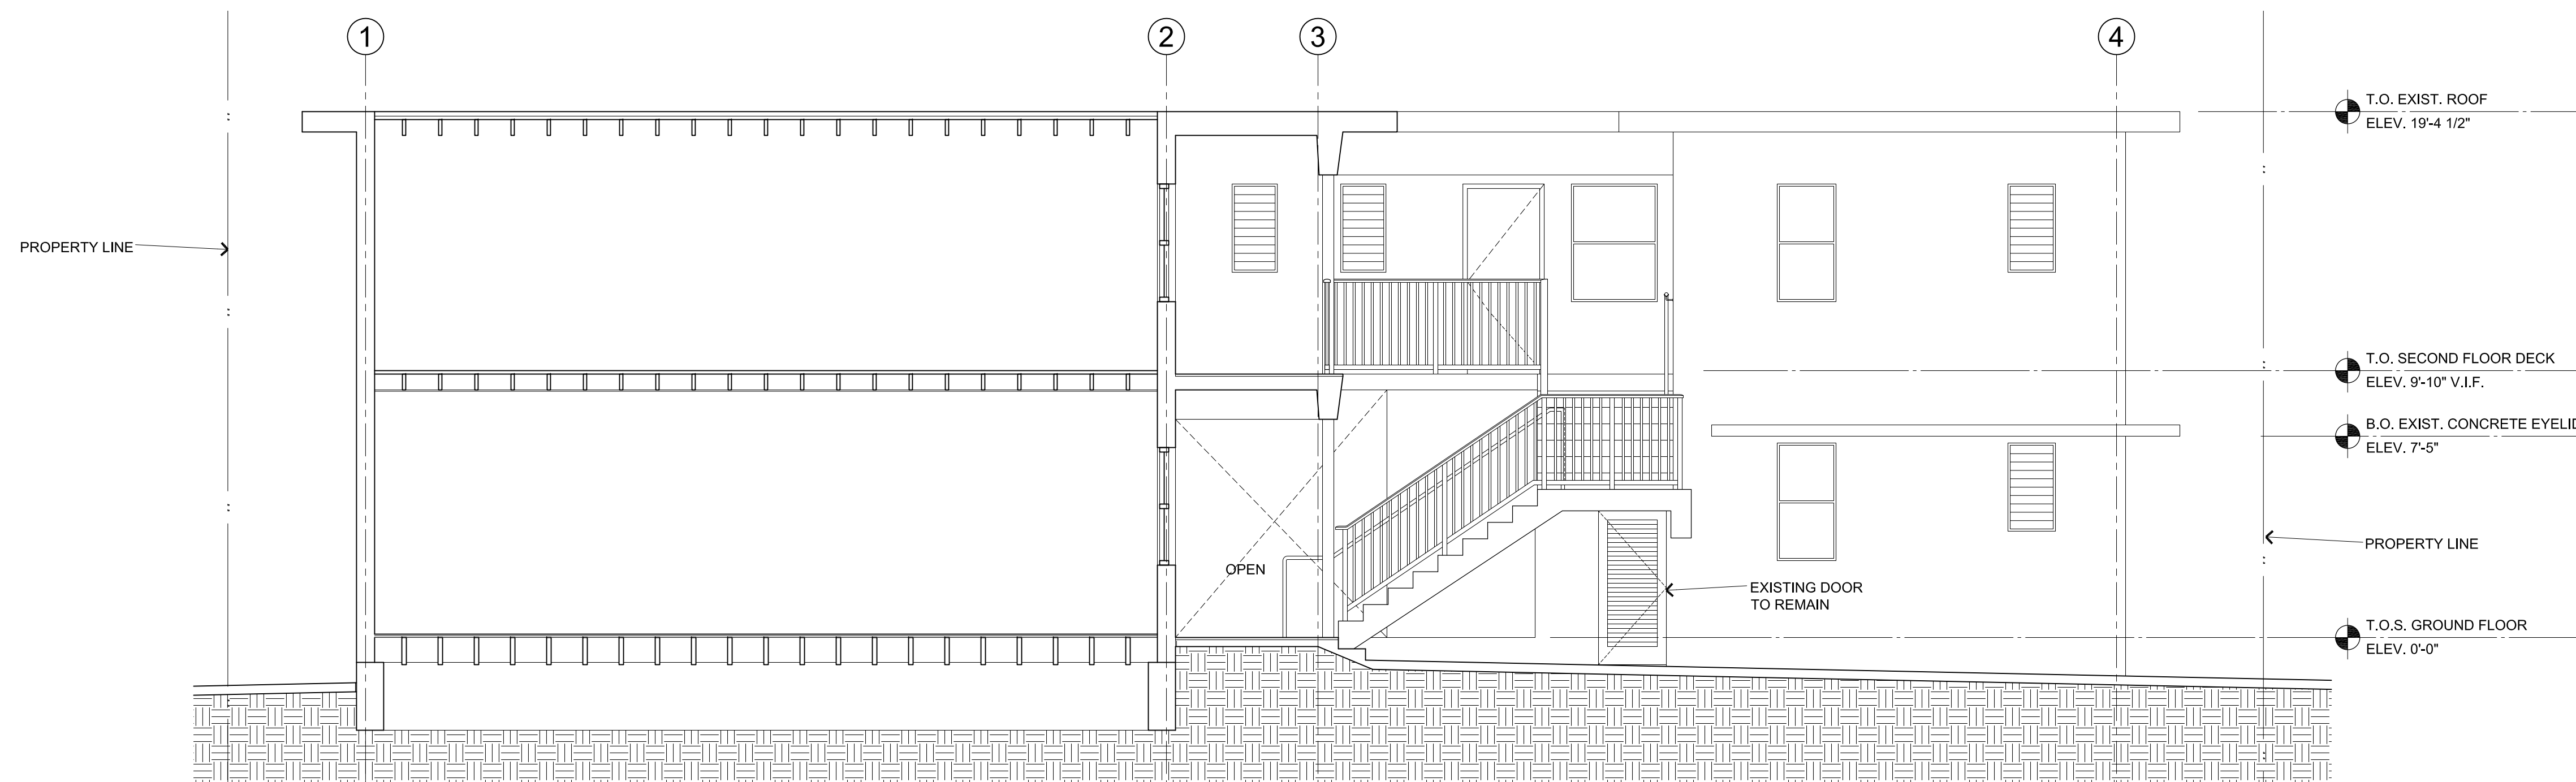 1
2
3
4
T.O. EXIST. ROOF
ELEV. 19'-4 1/2"
PROPERTY LINE
T.O. SECOND FLOOR DECK
ELEV. 9'-10" V.I.F.
B.O. EXIST. CONCRETE EYELID
ELEV. 7'-5"
PROPERTY LINE
OPEN
EXISTING DOOR
TO REMAIN
T.O.S. GROUND FLOOR
ELEV. 0'-0"